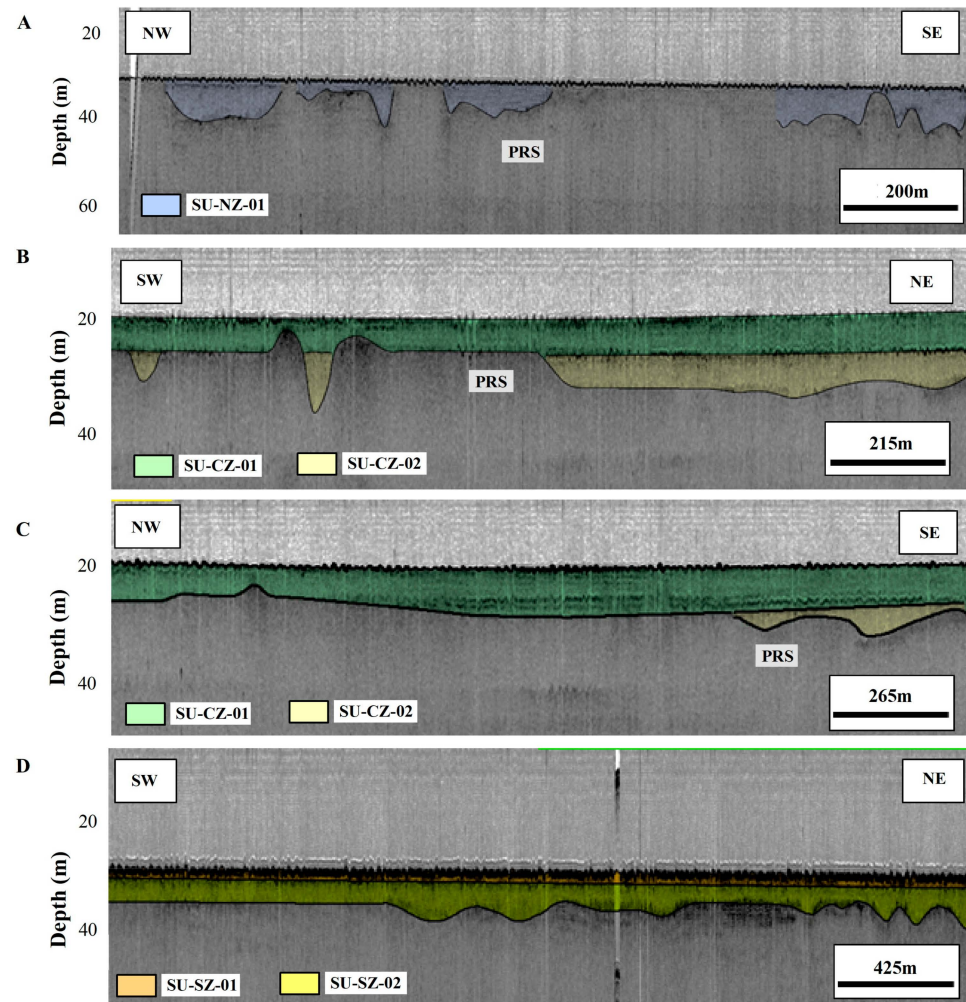 A
NW
SE
20
40
60
Depth (m)
PRS
SU-NZ-01
200m
B
SW
NE
20
40
Depth (m)
PRS
SU-CZ-01
SU-CZ-02
215m
C
NW
SE
20
40
Depth (m)
PRS
SU-CZ-01
SU-CZ-02
265m
D
SW
NE
20
40
Depth (m)
SU-SZ-01
SU-SZ-02
425m